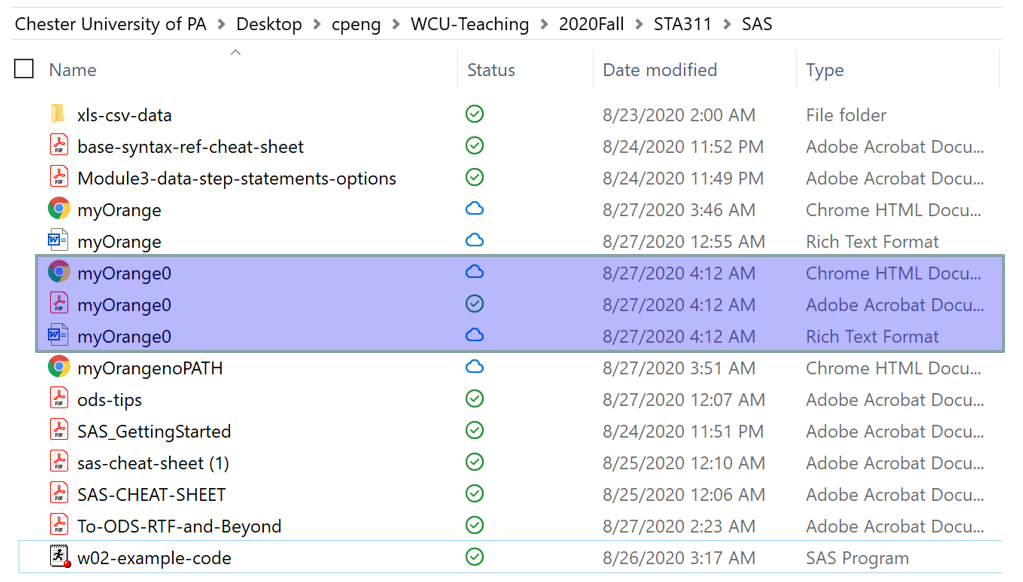 Chester University of PA > Desktop > cpeng > WCU-Teaching > 2020Fall > STA311 > SAS
Name Status Date modified Type
xls-csv-data 8/23/2020 2:00 AM File folder
base-syntax-ref-cheat-sheet 8/24/2020 11:52 PM Adobe Acrobat Docu...
Module3-data-step-statements-options 8/24/2020 11:49 PM Adobe Acrobat Docu...
myOrange 8/27/2020 3:46 AM Chrome HTML Docu...
myOrange 8/27/2020 12:55 AM Rich Text Format
myOrange0 8/27/2020 4:12 AM Chrome HTML Docu...
myOrange0 8/27/2020 4:12 AM Adobe Acrobat Docu...
myOrange0 8/27/2020 4:12 AM Rich Text Format
myOrangenoPATH 8/27/2020 3:51 AM Chrome HTML Docu...
ods-tips 8/27/2020 12:07 AM Adobe Acrobat Docu...
SAS_GettingStarted 8/24/2020 11:51 PM Adobe Acrobat Docu...
sas-cheat-sheet (1) 8/25/2020 12:10 AM Adobe Acrobat Docu...
SAS-CHEAT-SHEET 8/25/2020 12:06 AM Adobe Acrobat Docu...
To-ODS-RTF-and-Beyond 8/27/2020 2:23 AM Adobe Acrobat Docu...
w02-example-code 8/26/2020 3:17 AM SAS Program